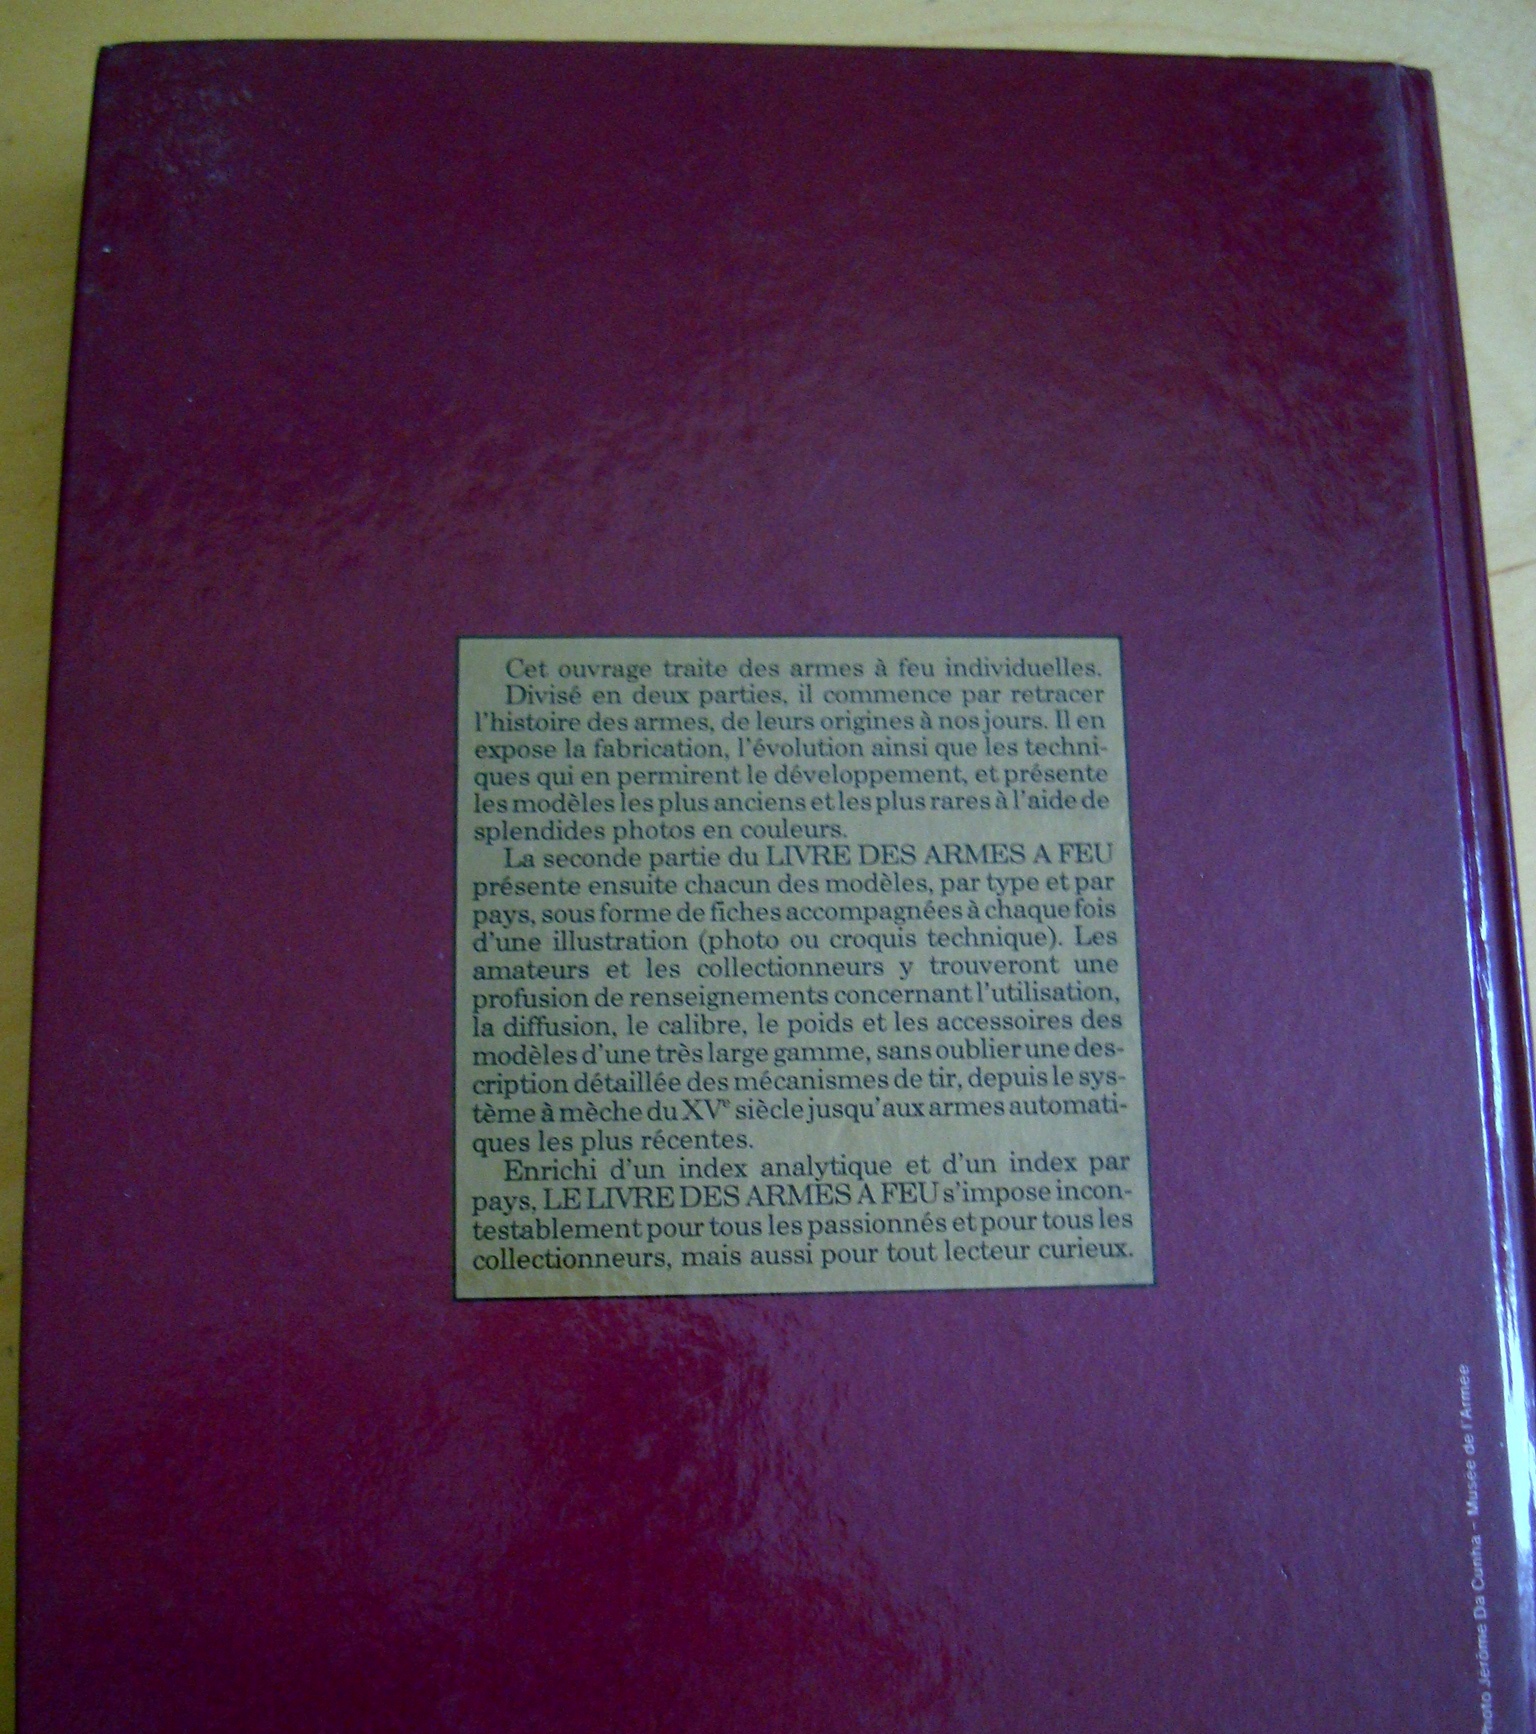 Cet ouvrage traite des armes à feu individuelles.
Divisé en deux parties, il commence par retracer
l'histoire des armes, de leurs origines à nos jours. Il en
expose la fabrication, l'évolution ainsi que les techni-
ques qui en permirent le développement, et présente
les modèles les plus anciens et les plus rares à l'aide de
splendides photos en couleurs.
La seconde partie du LIVRE DES ARMES A FEU
présente ensuite chacun des modèles, par type et par
pays, sous forme de fiches accompagnées à chaque fois
d'une illustration (photo ou croquis technique). Les
amateurs et les collectionneurs y trouveront une
profusion de renseignements concernant l'utilisation,
la diffusion, le calibre, le poids et les accessoires des
modèles d'une très large gamme, sans oublier une des-
cription détaillée des mécanismes de tir, depuis le sys-
tème à mèche du XVe siècle jusqu'aux armes automati-
ques les plus récentes.
Enrichi d'un index analytique et d'un index par
pays, LE LIVRE DES ARMES A FEU s'impose incon-
testablement pour tous les passionnés et pour tous les
collectionneurs, mais aussi pour tout lecteur curieux.
Jérôme Da Cunha - Musée de l'Armée